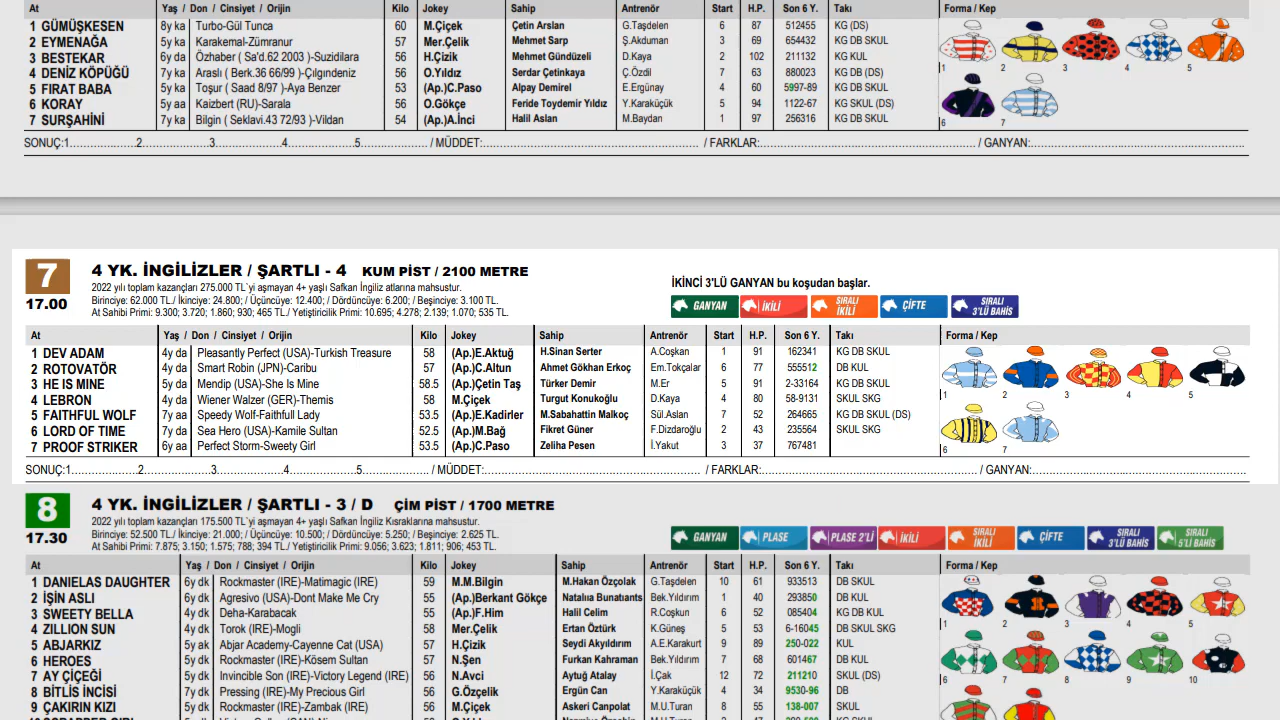 At Yaş / Don / Cinsiyet / Orijin Kilo Jokey Sahip Antrenör Start H.P. Son 6 Y. Takı Forma / Kep
1 GÜMÜŞKESEN 8y ka Turbo-Gül Tunca 60 M.Çiçek Çetin Arslan G.Taşdelen 6 87 512455 KG (DS)
2 EYMENAĞA 8y ka Karakemal-Zümranur 57 Mer.Çelik Mehmet Sarp Ş.Akduman 3 69 654432 KG DB SKUL
3 BESTEKAR 6y da Özhaber ( Sa'd.62.2003 )-Suzidilara 56 H.Çizik Mehmet Gündüzeli D.Kaya 2 102 211132 KG KUL
4 DENİZ KÖPÜĞÜ 7y ka Araslı ( Berk.36 66/99 )-Çılgındeniz 56 O.Yıldız Serdar Çetinkaya Ç.Özdil 7 63 880023 KG DB (DS)
5 FIRAT BABA 5y ka Toşur ( Saad 8/97 )-Aya Benzer 53 (Ap.)C.Paso Alpay Demirel E.Ergünay 4 60 5997-89 KG DB SKUL
6 KORAY 5y aa Kaizbert (RU)-Sarala 56 O.Gökçe Feride Toydemir Yıldız Y.Karaküçük 5 94 1122-67 KG SKUL (DS)
7 SURŞAHİNİ 7y ka Bilgin ( Seklavi.43 72/93 )-Vildan 54 (Ap.)A.İnci Halil Aslan M.Baydan 1 97 256316 KG DB SKUL
1 2 3 4 5
6 7
SONUÇ:1......................2......................3......................4......................5...................... / MÜDDET:...................... / FARKLAR:...................... / GANYAN:......................
7 4 YK. İNGİLİZLER / ŞARTLI - 4 KUM PİST / 2100 METRE
17.00
2022 yılı toplam kazançları 275.000 TL`yi aşmayan 4+ yaşlı Safkan İngiliz atlarına mahsustur.
Birinciye: 62.000 TL./ İkinciye: 24.800; / Üçüncüye: 12.400; / Dördüncüye: 6.200; / Beşinciye: 3.100 TL.
At Sahibi Primi: 9.300; 3.720; 1.860; 930; 465 TL./ Yetiştiricilik Primi: 10.695; 4.278; 2.139; 1.070; 535 TL.
İKİNCİ 3'LÜ GANYAN bu koşudan başlar.
GANYAN İKİLİ SIRALI İKİLİ ÇİFTE SIRALI 3'LÜ BAHİS
At Yaş / Don / Cinsiyet / Orijin Kilo Jokey Sahip Antrenör Start H.P. Son 6 Y. Takı Forma / Kep
1 DEV ADAM 4y da Pleasantly Perfect (USA)-Turkish Treasure 58 (Ap.)E.Aktuğ H.Sinan Serter A.Coşkan 1 91 162341 KG DB SKUL
2 ROTOVATÖR 4y da Smart Robin (JPN)-Caribu 57 (Ap.)C.Altun Ahmet Gökhan Erkoç Em.Tokçalar 6 77 555512 DB KUL
3 HE IS MINE 5y da Mendip (USA)-She Is Mine 58.5 (Ap.)Çetin Taş Türker Demir M.Er 5 91 2-33164 KG DB SKUL
4 LEBRON 4y da Wiener Walzer (GER)-Themis 58 M.Çiçek Turgut Konukoğlu D.Kaya 4 80 58-9131 SKUL SKG
5 FAITHFUL WOLF 7y aa Speedy Wolf-Faithfull Lady 53.5 (Ap.)E.Kadirler M.Sabahattin Malkoç Sül.Aslan 7 52 264665 KG DB SKUL (DS)
6 LORD OF TIME 7y da Sea Hero (USA)-Kamile Sultan 52.5 (Ap.)M.Bağ Fikret Güner F.Dizdaroğlu 2 43 235564 SKUL SKG
7 PROOF STRIKER 6y aa Perfect Storm-Sweety Girl 53.5 (Ap.)C.Paso Zeliha Pesen İ.Yakut 3 37 767481
1 2 3 4 5
6 7
SONUÇ:1......................2......................3......................4......................5...................... / MÜDDET:...................... / FARKLAR:...................... / GANYAN:......................
8 4 YK. İNGİLİZLER / ŞARTLI - 3 / D ÇİM PİST / 1700 METRE
17.30
2022 yılı toplam kazançları 175.500 TL`yi aşmayan 4+ yaşlı Safkan İngiliz Kısraklarına mahsustur.
Birinciye: 52.500 TL./ İkinciye: 21.000; / Üçüncüye: 10.500; / Dördüncüye: 5.250; / Beşinciye: 2.625 TL.
At Sahibi Primi: 7.875; 3.150; 1.575; 788; 394 TL./ Yetiştiricilik Primi: 9.056; 3.623; 1.811; 906; 453 TL.
GANYAN PLASE PLASE 2'Lİ İKİLİ SIRALI İKİLİ ÇİFTE SIRALI 3'LÜ BAHİS SIRALI 5'Lİ BAHİS
At Yaş / Don / Cinsiyet / Orijin Kilo Jokey Sahip Antrenör Start H.P. Son 6 Y. Takı Forma / Kep
1 DANIELAS DAUGHTER 6y dk Rockmaster (IRE)-Matimagic (IRE) 59 M.M.Bilgin M.Hakan Özçolak G.Taşdelen 10 61 933513 DB SKUL
2 İŞİN ASLI 6y dk Agresivo (USA)-Dont Make Me Cry 55 (Ap.)Berkant Gökçe Natalıa Bunatıants Bek.Yıldırım 1 40 293850 DB KUL
3 SWEETY BELLA 4y dk Deha-Karabacak 55 (Ap.)F.Him Halil Celim R.Coşkun 6 52 085404 KG DB KUL
4 ZILLION SUN 4y dk Torok (IRE)-Mogli 58 Mer.Çelik Ertan Öztürk K.Güneş 5 53 6-16045 DB SKUL SKG
5 ABJARKIZ 5y ak Abjar Academy-Cayenne Cat (USA) 57 H.Çizik Seydi Akyıldırım A.E.Karakurt 9 89 250-022 KUL
6 HEROES 5y dk Rockmaster (IRE)-Kösem Sultan 57 N.Şen Furkan Kahraman Bek.Yıldırım 7 68 601467 DB KUL
7 AY ÇİÇEĞİ 5y dk Invincible Son (IRE)-Victory Legend (IRE) 56 N.Avci Aytuğ Atalay İ.Çak 12 72 211210 SKUL (DS)
8 BİTLİS İNCİSİ 7y dk Pressing (IRE)-My Precious Girl 56 G.Özçelik Ergün Can Y.Karaküçük 4 34 9530-96 DB
9 ÇAKIRIN KIZI 5y dk Rockmaster (IRE)-Zambak (IRE) 56 M.Çiçek Askeri Canpolat M.U.Turan 8 55 138-007 SKUL
1 2 3 4 5
6 7 8 9 10